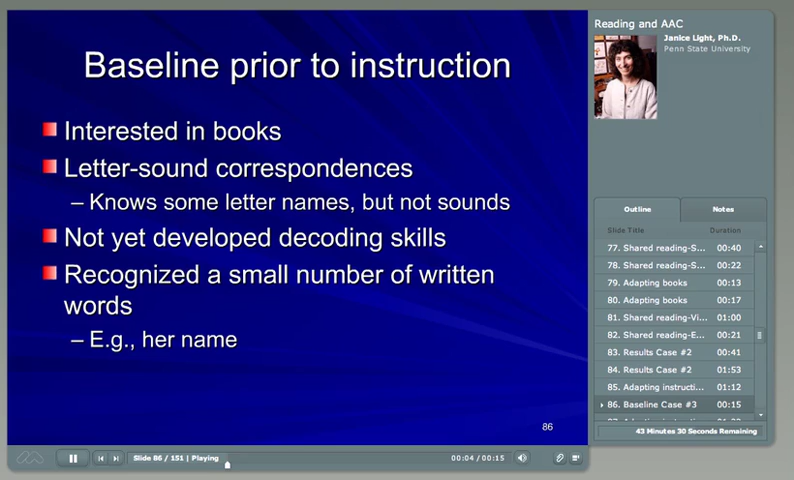 Baseline prior to instruction
Interested in books
Letter-sound correspondences
– Knows some letter names, but not sounds
Not yet developed decoding skills
Recognized a small number of written
words
– E.g., her name
86
Slide 86 / 151 | Playing
00:04 / 00:15
Reading and AAC
Janice Light, Ph.D.
Penn State University
Outline
Notes
Slide Title Duration
77. Shared reading-S... 00:40
78. Shared reading-S... 00:22
79. Adapting books 00:13
80. Adapting books 00:17
81. Shared reading-Vi... 01:00
82. Shared reading-E... 00:21
83. Results Case #2 00:41
84. Results Case #2 01:53
85. Adapting instructi... 01:12
86. Baseline Case #3 00:15
43 Minutes 30 Seconds Remaining